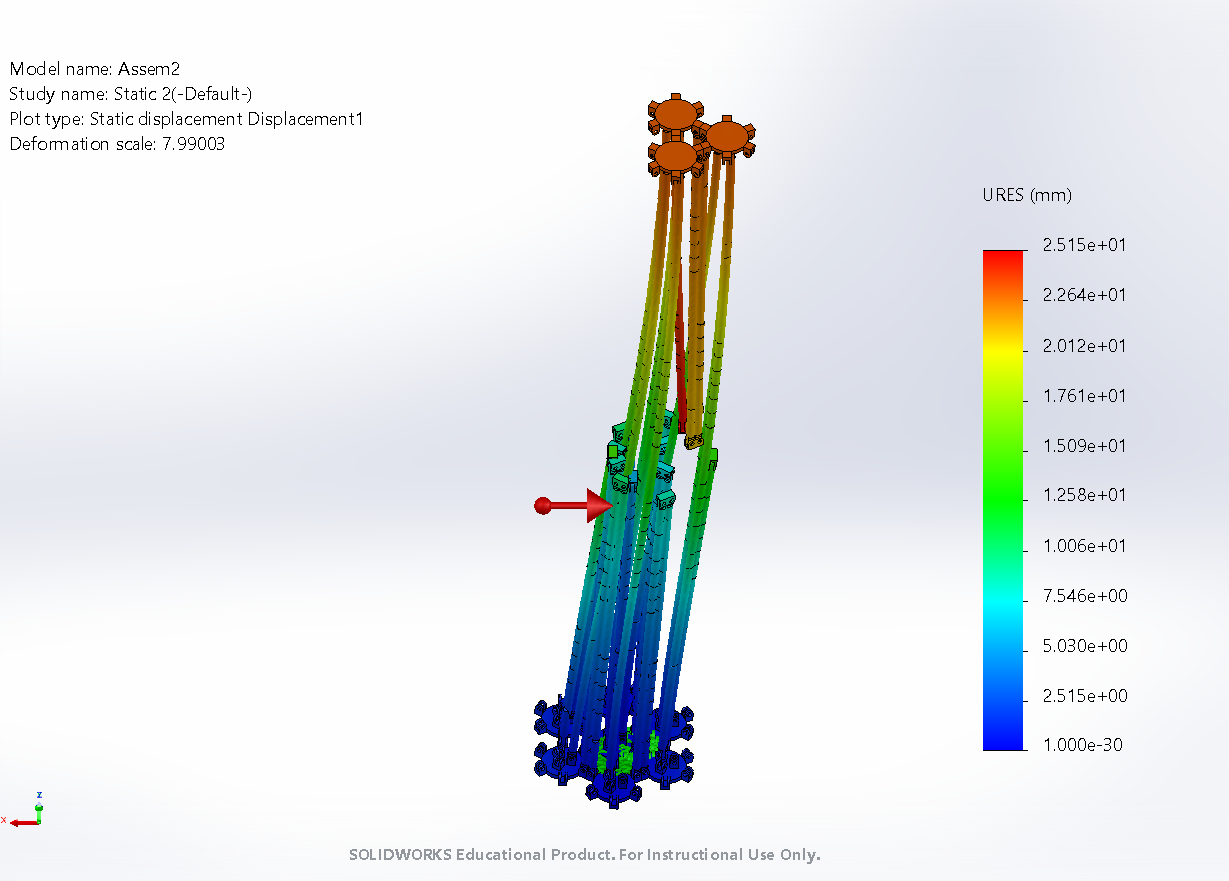 Model name: Assem2
Study name: Static 2(-Default-)
Plot type: Static displacement Displacement1
Deformation scale: 7.99003
URES (mm)
2.515e+01
2.264e+01
2.012e+01
1.761e+01
1.509e+01
1.258e+01
1.006e+01
7.546e+00
5.030e+00
2.515e+00
1.000e-30
z
x
SOLIDWORKS Educational Product. For Instructional Use Only.